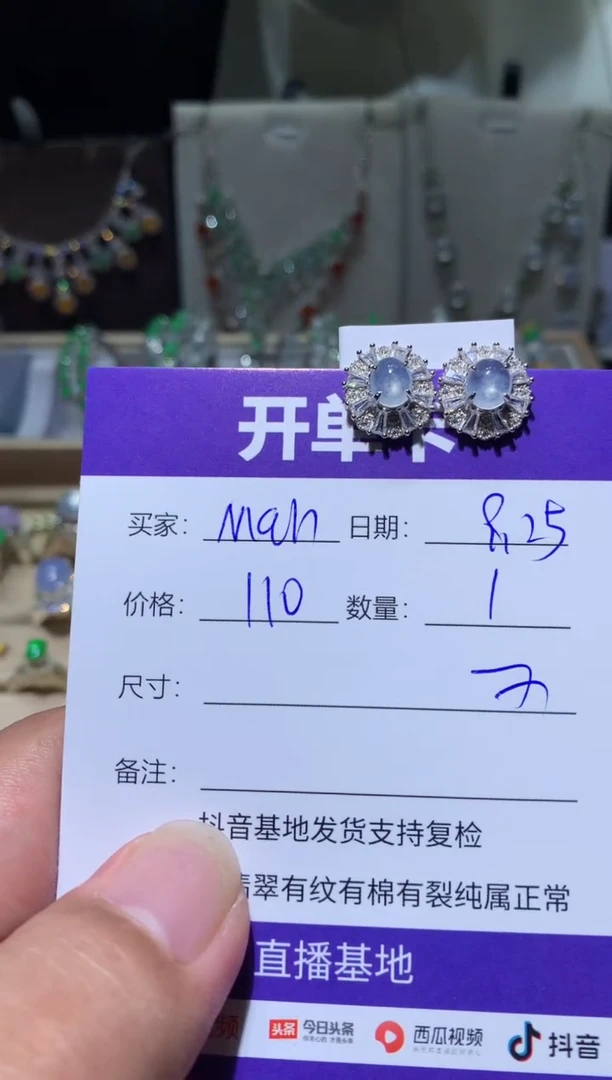 开单卡
买家： Man 日期： 8.25
价格： 110 数量： 1
尺寸：
备注：
抖音基地发货支持复检
翡翠有纹有棉有裂纯属正常
直播基地
视频 头条 今日头条 西瓜视频 抖音